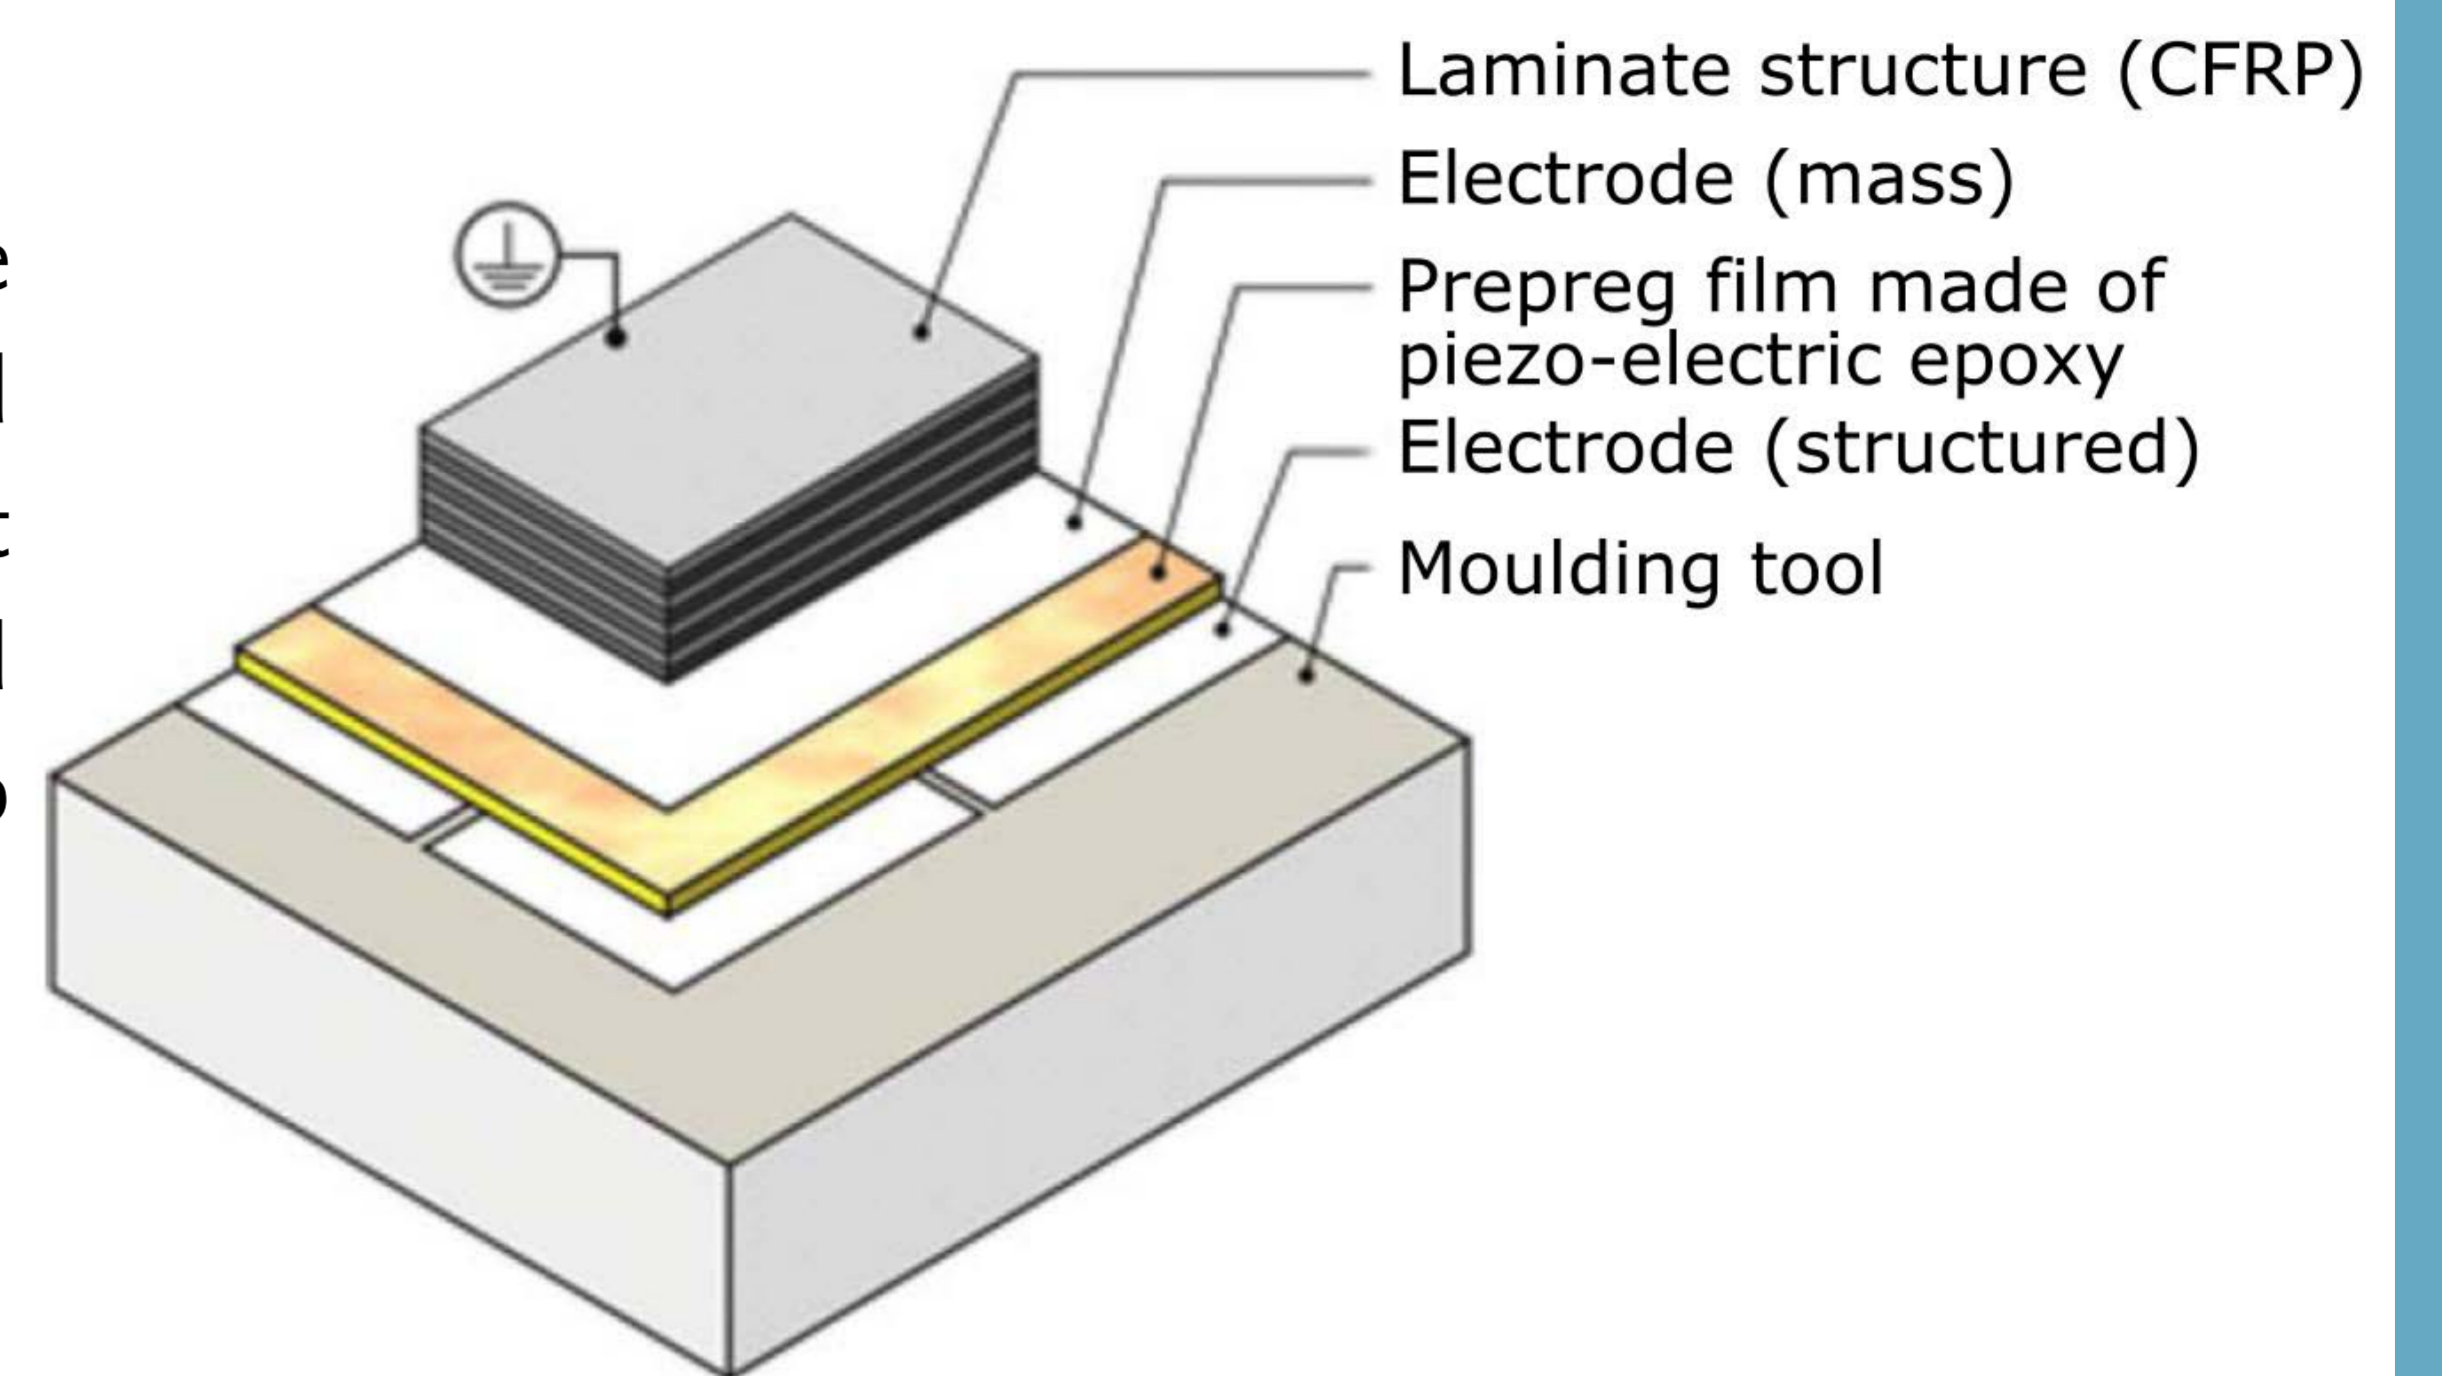 Laminate structure (CFRP)
Electrode (mass)
Prepreg film made of
piezo-electric epoxy
Electrode (structured)
Moulding tool